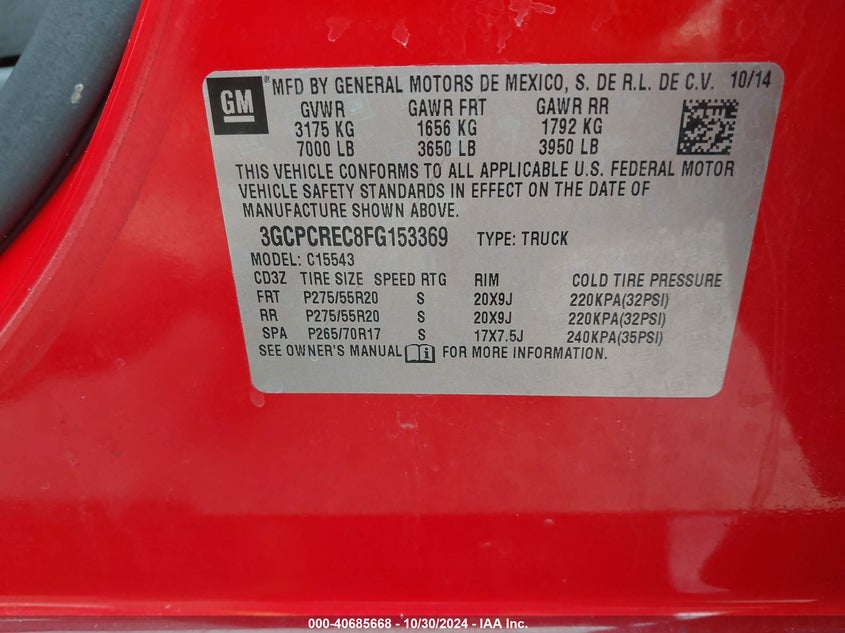 GM ® MFD BY GENERAL MOTORS DE MEXICO, S. DE R.L. DE C.V. 10/14
GVWR GAWR FRT GAWR RR
3175 KG 1656 KG 1792 KG
7000 LB 3650 LB 3950 LB
THIS VEHICLE CONFORMS TO ALL APPLICABLE U.S. FEDERAL MOTOR
VEHICLE SAFETY STANDARDS IN EFFECT ON THE DATE OF
MANUFACTURE SHOWN ABOVE.
3GCPCREC8FG153369 TYPE: TRUCK
MODEL: C15543
CD3Z TIRE SIZE SPEED RTG RIM COLD TIRE PRESSURE
FRT P275/55R20 S 20X9J 220KPA(32PSI)
RR P275/55R20 S 20X9J 220KPA(32PSI)
SPA P265/70R17 S 17X7.5J 240KPA(35PSI)
SEE OWNER'S MANUAL FOR MORE INFORMATION.
000-40685668 - 10/30/2024 - IAA Inc.